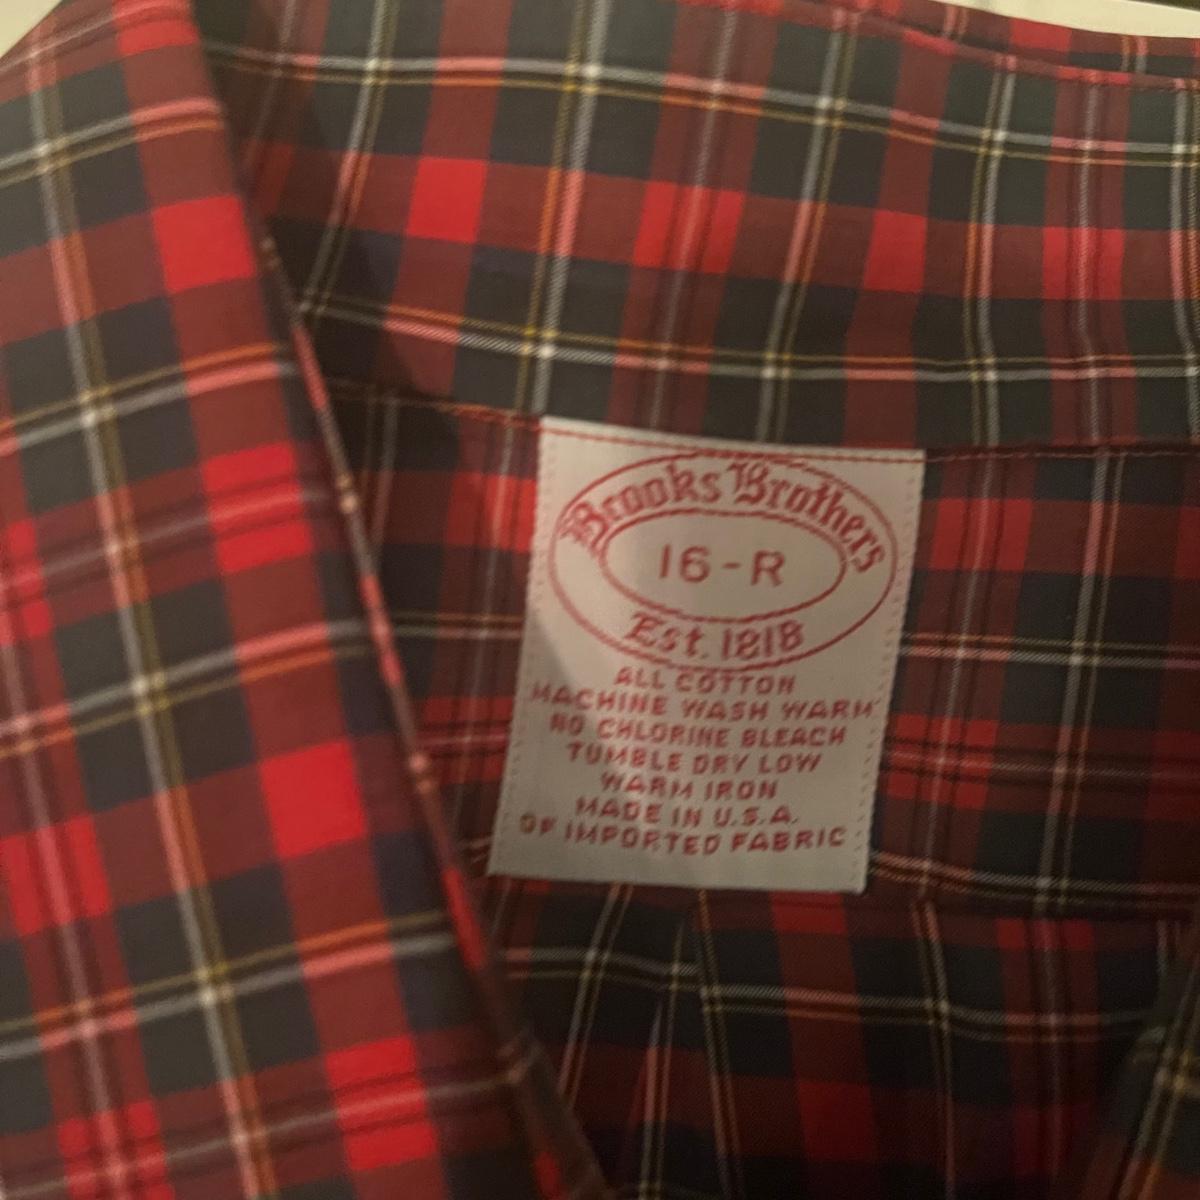 Brooks Brothers
16-R
Est. 1818
ALL COTTON
MACHINE WASH WARM
NO CHLORINE BLEACH
TUMBLE DRY LOW
WARM IRON
MADE IN U.S.A.
OF IMPORTED FABRIC